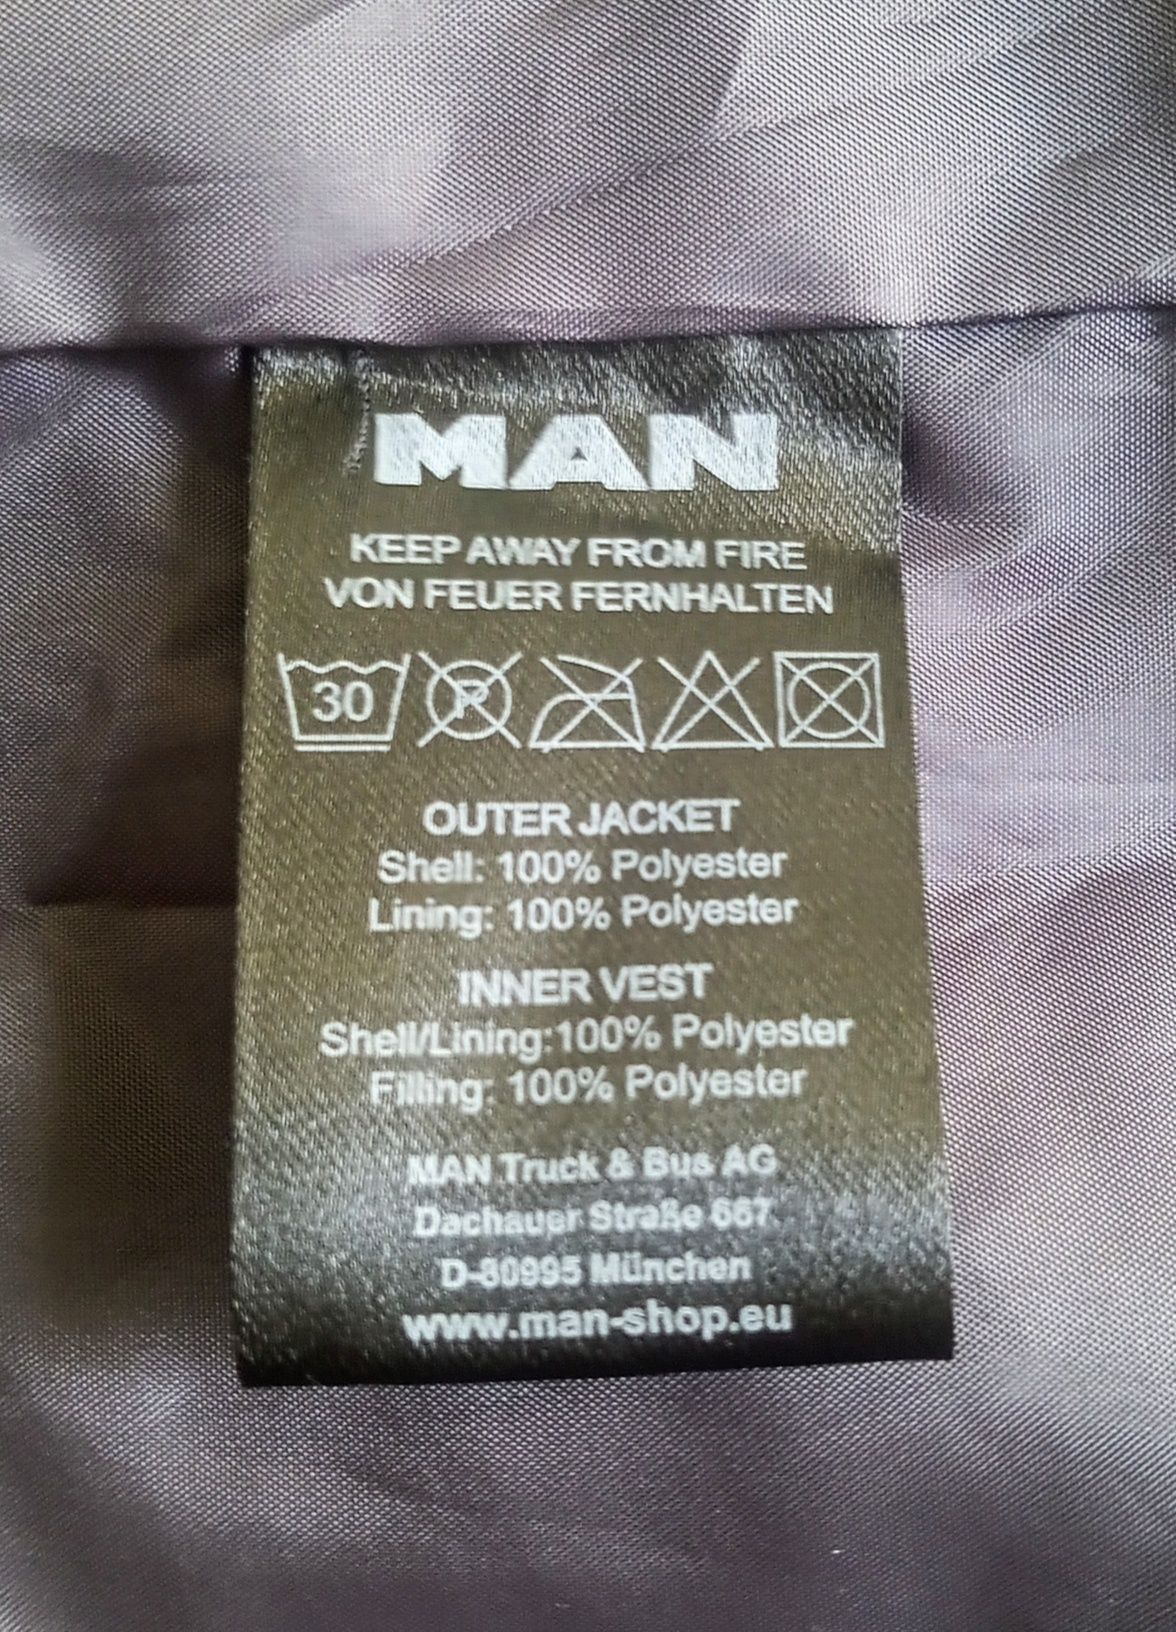 MAN
KEEP AWAY FROM FIRE
VON FEUER FERNHALTEN
30 P
OUTER JACKET
Shell: 100% Polyester
Lining: 100% Polyester
INNER VEST
Shell/Lining:100% Polyester
Filling: 100% Polyester
MAN Truck & Bus AG
Dachauer Straße 667
D-80995 München
www.man-shop.eu